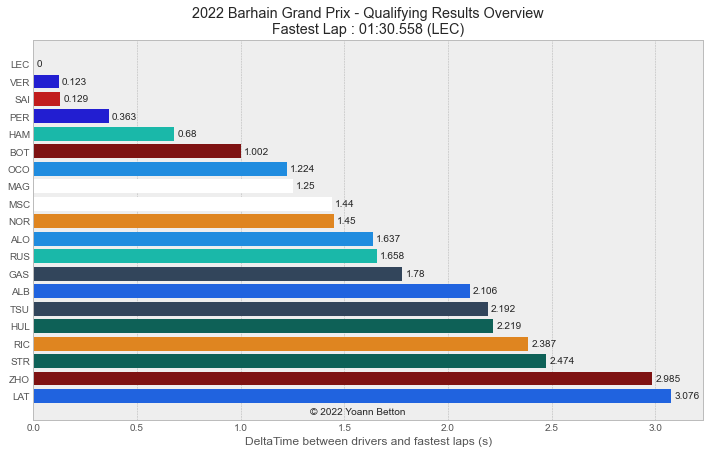 2022 Barhain Grand Prix - Qualifying Results Overview
Fastest Lap : 01:30.558 (LEC)
LEC 0
VER 0.123
SAI 0.129
PER 0.363
HAM 0.68
BOT 1.002
OCO 1.224
MAG 1.25
MSC 1.44
NOR 1.45
ALO 1.637
RUS 1.658
GAS 1.78
ALB 2.106
TSU 2.192
HUL 2.219
RIC 2.387
STR 2.474
ZHO 2.985
LAT 3.076
© 2022 Yoann Betton
0.0 0.5 1.0 1.5 2.0 2.5 3.0
DeltaTime between drivers and fastest laps (s)